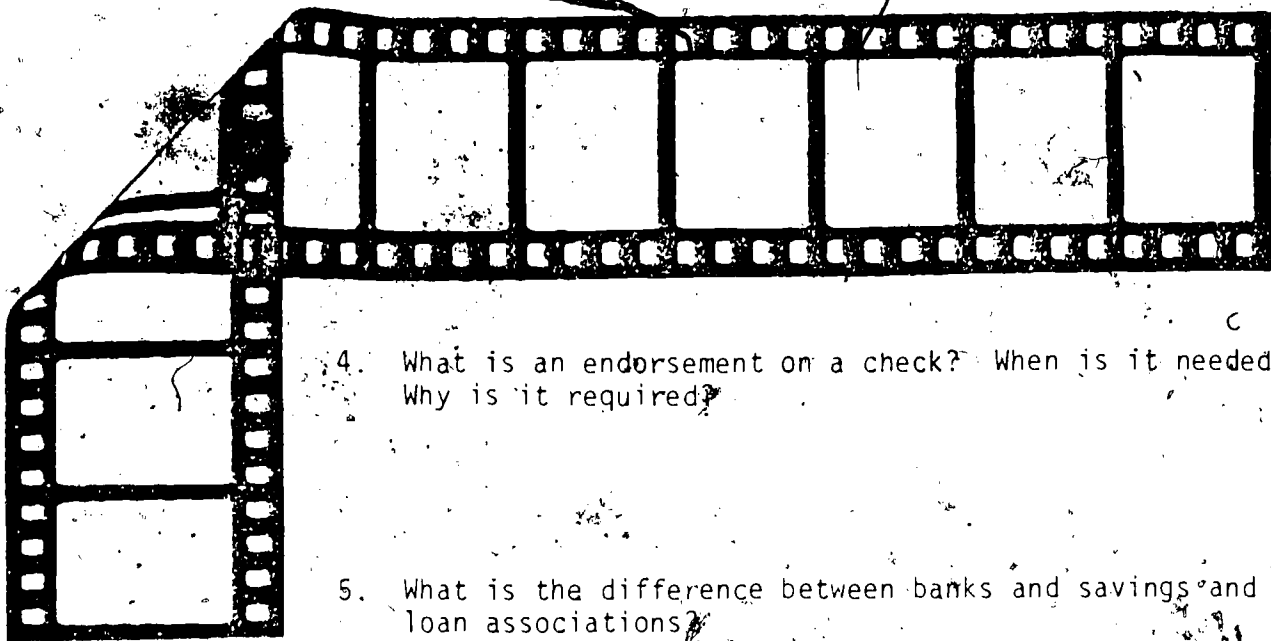 4. What is an endorsement on a check? When is it needed
Why is it required?
5. What is the difference between banks and savings and
loan associations?